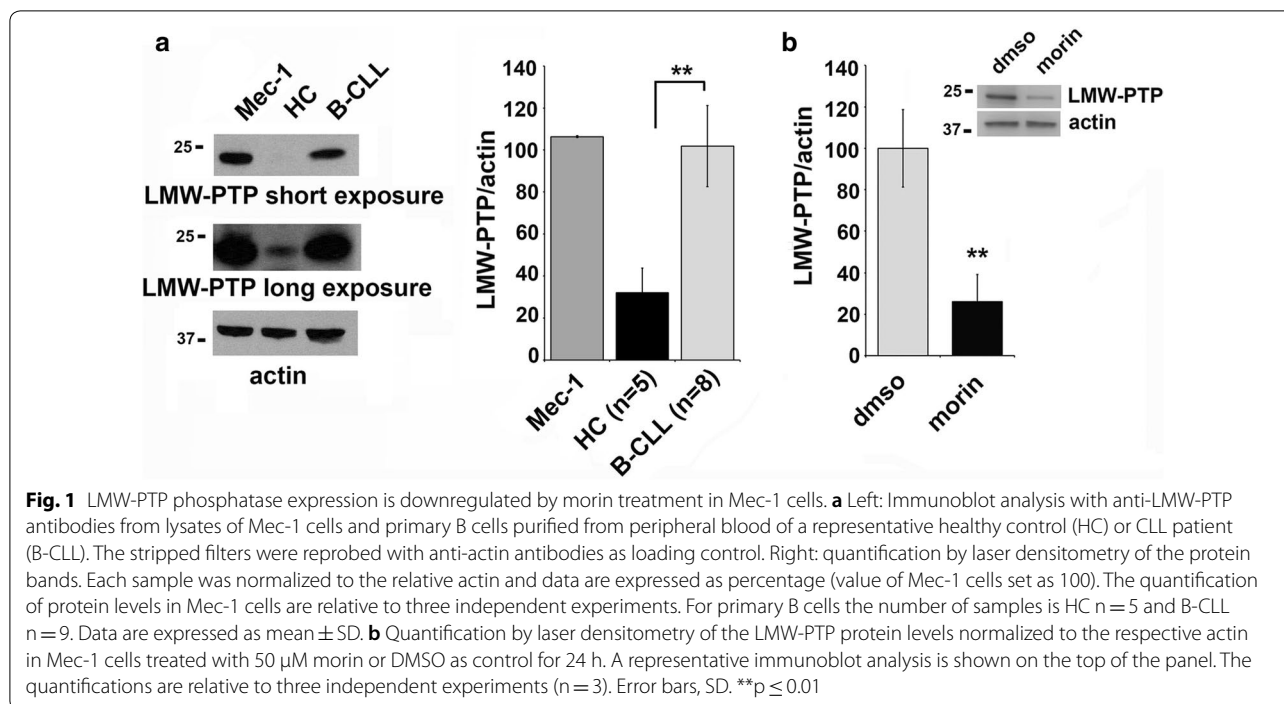 a
Mec-1 HC B-CLL
25
LMW-PTP short exposure
25
LMW-PTP long exposure
37
actin
LMW-PTP/actin
140
120
100
80
60
40
20
0
**
Mec-1
HC (n=5)
B-CLL (n=8)
b
LMW-PTP/actin
140
120
100
80
60
40
20
0
dmso morin
25 LMW-PTP
37 actin
**
dmso
morin
Fig. 1 LMW-PTP phosphatase expression is downregulated by morin treatment in Mec-1 cells. a Left: Immunoblot analysis with anti-LMW-PTP
antibodies from lysates of Mec-1 cells and primary B cells purified from peripheral blood of a representative healthy control (HC) or CLL patient
(B-CLL). The stripped filters were reprobed with anti-actin antibodies as loading control. Right: quantification by laser densitometry of the protein
bands. Each sample was normalized to the relative actin and data are expressed as percentage (value of Mec-1 cells set as 100). The quantification
of protein levels in Mec-1 cells are relative to three independent experiments. For primary B cells the number of samples is HC n = 5 and B-CLL
n = 9. Data are expressed as mean ± SD. b Quantification by laser densitometry of the LMW-PTP protein levels normalized to the respective actin
in Mec-1 cells treated with 50 µM morin or DMSO as control for 24 h. A representative immunoblot analysis is shown on the top of the panel. The
quantifications are relative to three independent experiments (n = 3). Error bars, SD. **p ≤ 0.01